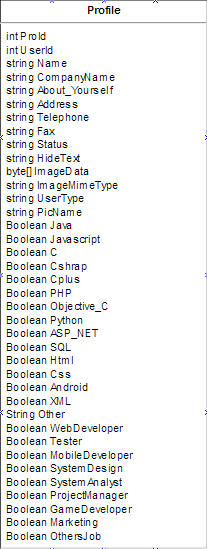 Profile
int ProId
int UserId
string Name
string CompanyName
string About_Yourself
string Address
string Telephone
string Fax
string Status
string HideText
byte[] ImageData
string ImageMimeType
string UserType
string PicName
Boolean Java
Boolean Javascript
Boolean C
Boolean Cshrap
Boolean Cplus
Boolean PHP
Boolean Objective_C
Boolean Python
Boolean ASP_NET
Boolean SQL
Boolean Html
Boolean Css
Boolean Android
Boolean XML
String Other
Boolean WebDeveloper
Boolean Tester
Boolean MobileDeveloper
Boolean SystemDesign
Boolean SystemAnalyst
Boolean ProjectManager
Boolean GameDeveloper
Boolean Marketing
Boolean OthersJob